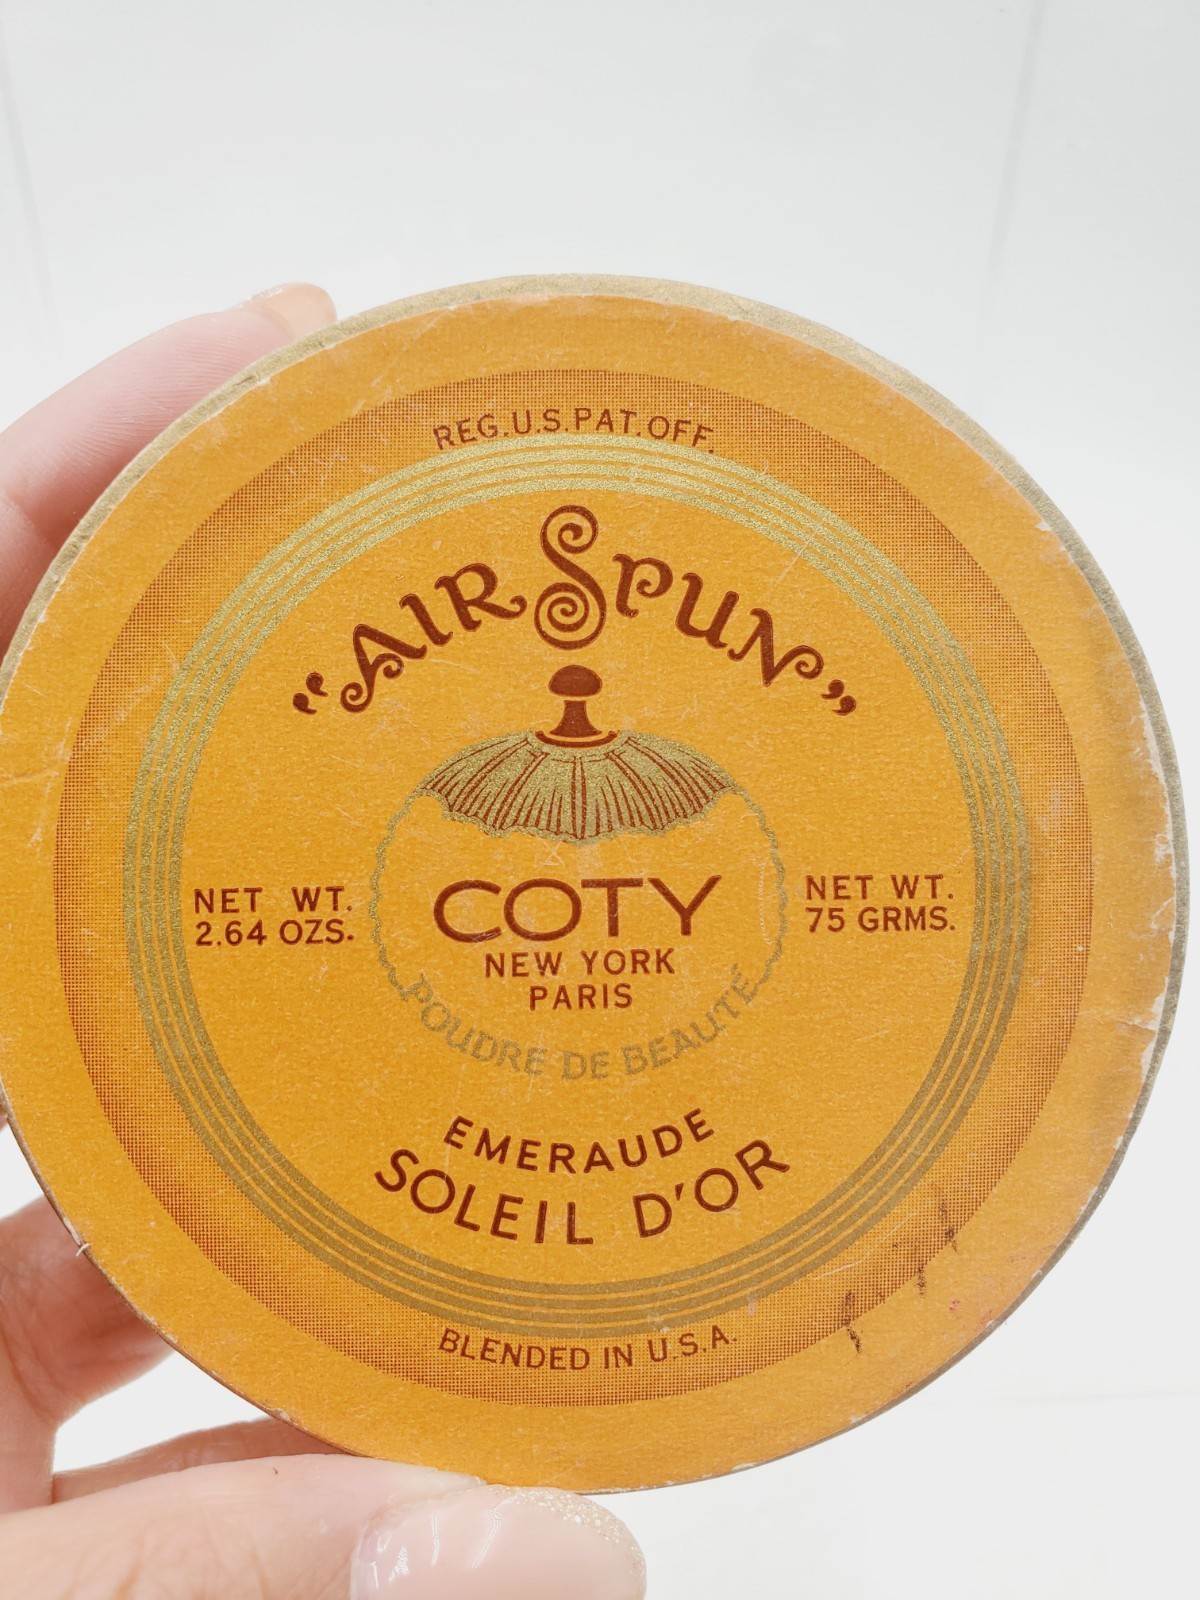 REG.U.S.PAT.OFF.
"AIR SPUN"
NET WT.
2.64 OZS.
COTY
NEW YORK
PARIS
POUDRE DE BEAUTÉ
NET WT.
75 GRMS.
EMERAUDE
SOLEIL D'OR
BLENDED IN U.S.A.